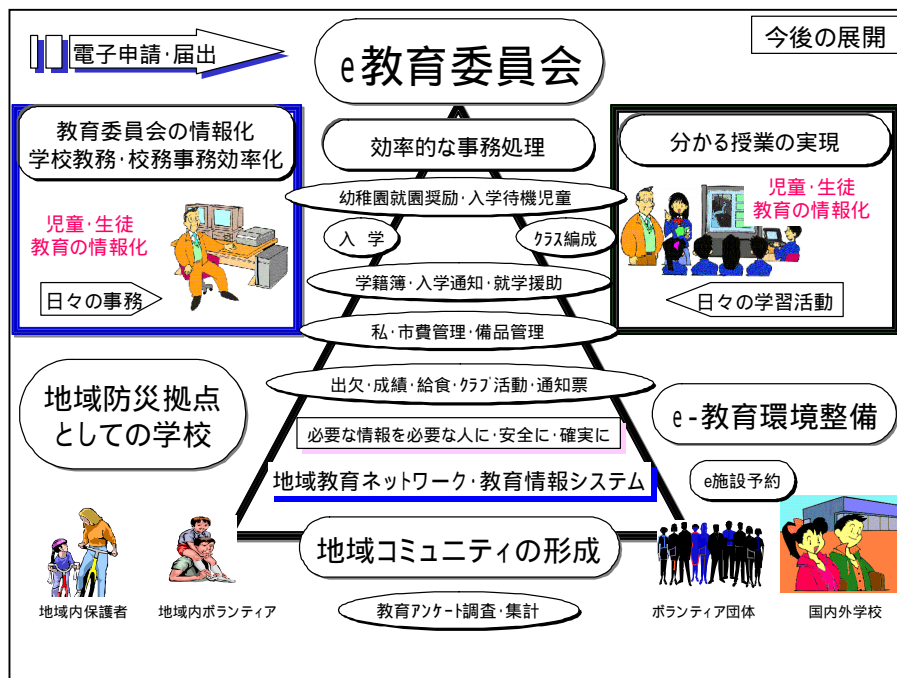 電子申請・届出
e教育委員会
今後の展開
教育委員会の情報化
学校教務・校務事務効率化
児童・生徒
教育の情報化
日々の事務
効率的な事務処理
幼稚園就園奨励・入学待機児童
入 学
クラス編成
学籍簿・入学通知・就学援助
私・市費管理・備品管理
出欠・成績・給食・クラブ活動・通知票
必要な情報を必要な人に・安全に・確実に
地域教育ネットワーク・教育情報システム
分かる授業の実現
児童・生徒
教育の情報化
日々の学習活動
地域防災拠点
としての学校
e-教育環境整備
e施設予約
地域コミュニティの形成
地域内保護者
地域内ボランティア
教育アンケート調査・集計
ボランティア団体
国内外学校